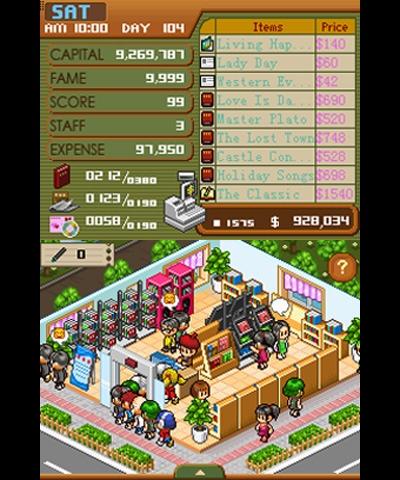 SAT
AM 10:00 DAY 104
CAPITAL 9,269,787
FAME 9,999
SCORE 99
STAFF 3
EXPENSE 97,950
0212/0380
0123/0190
0058/0190
Items Price
Living Hap... $140
Lady Day $60
Western Ev... $42
Love Is Da... $690
Master Plato $520
The Lost Town $748
Castle Con... $528
Holiday Songs $698
The Classic $1540
1575 $ 928,034
0
?